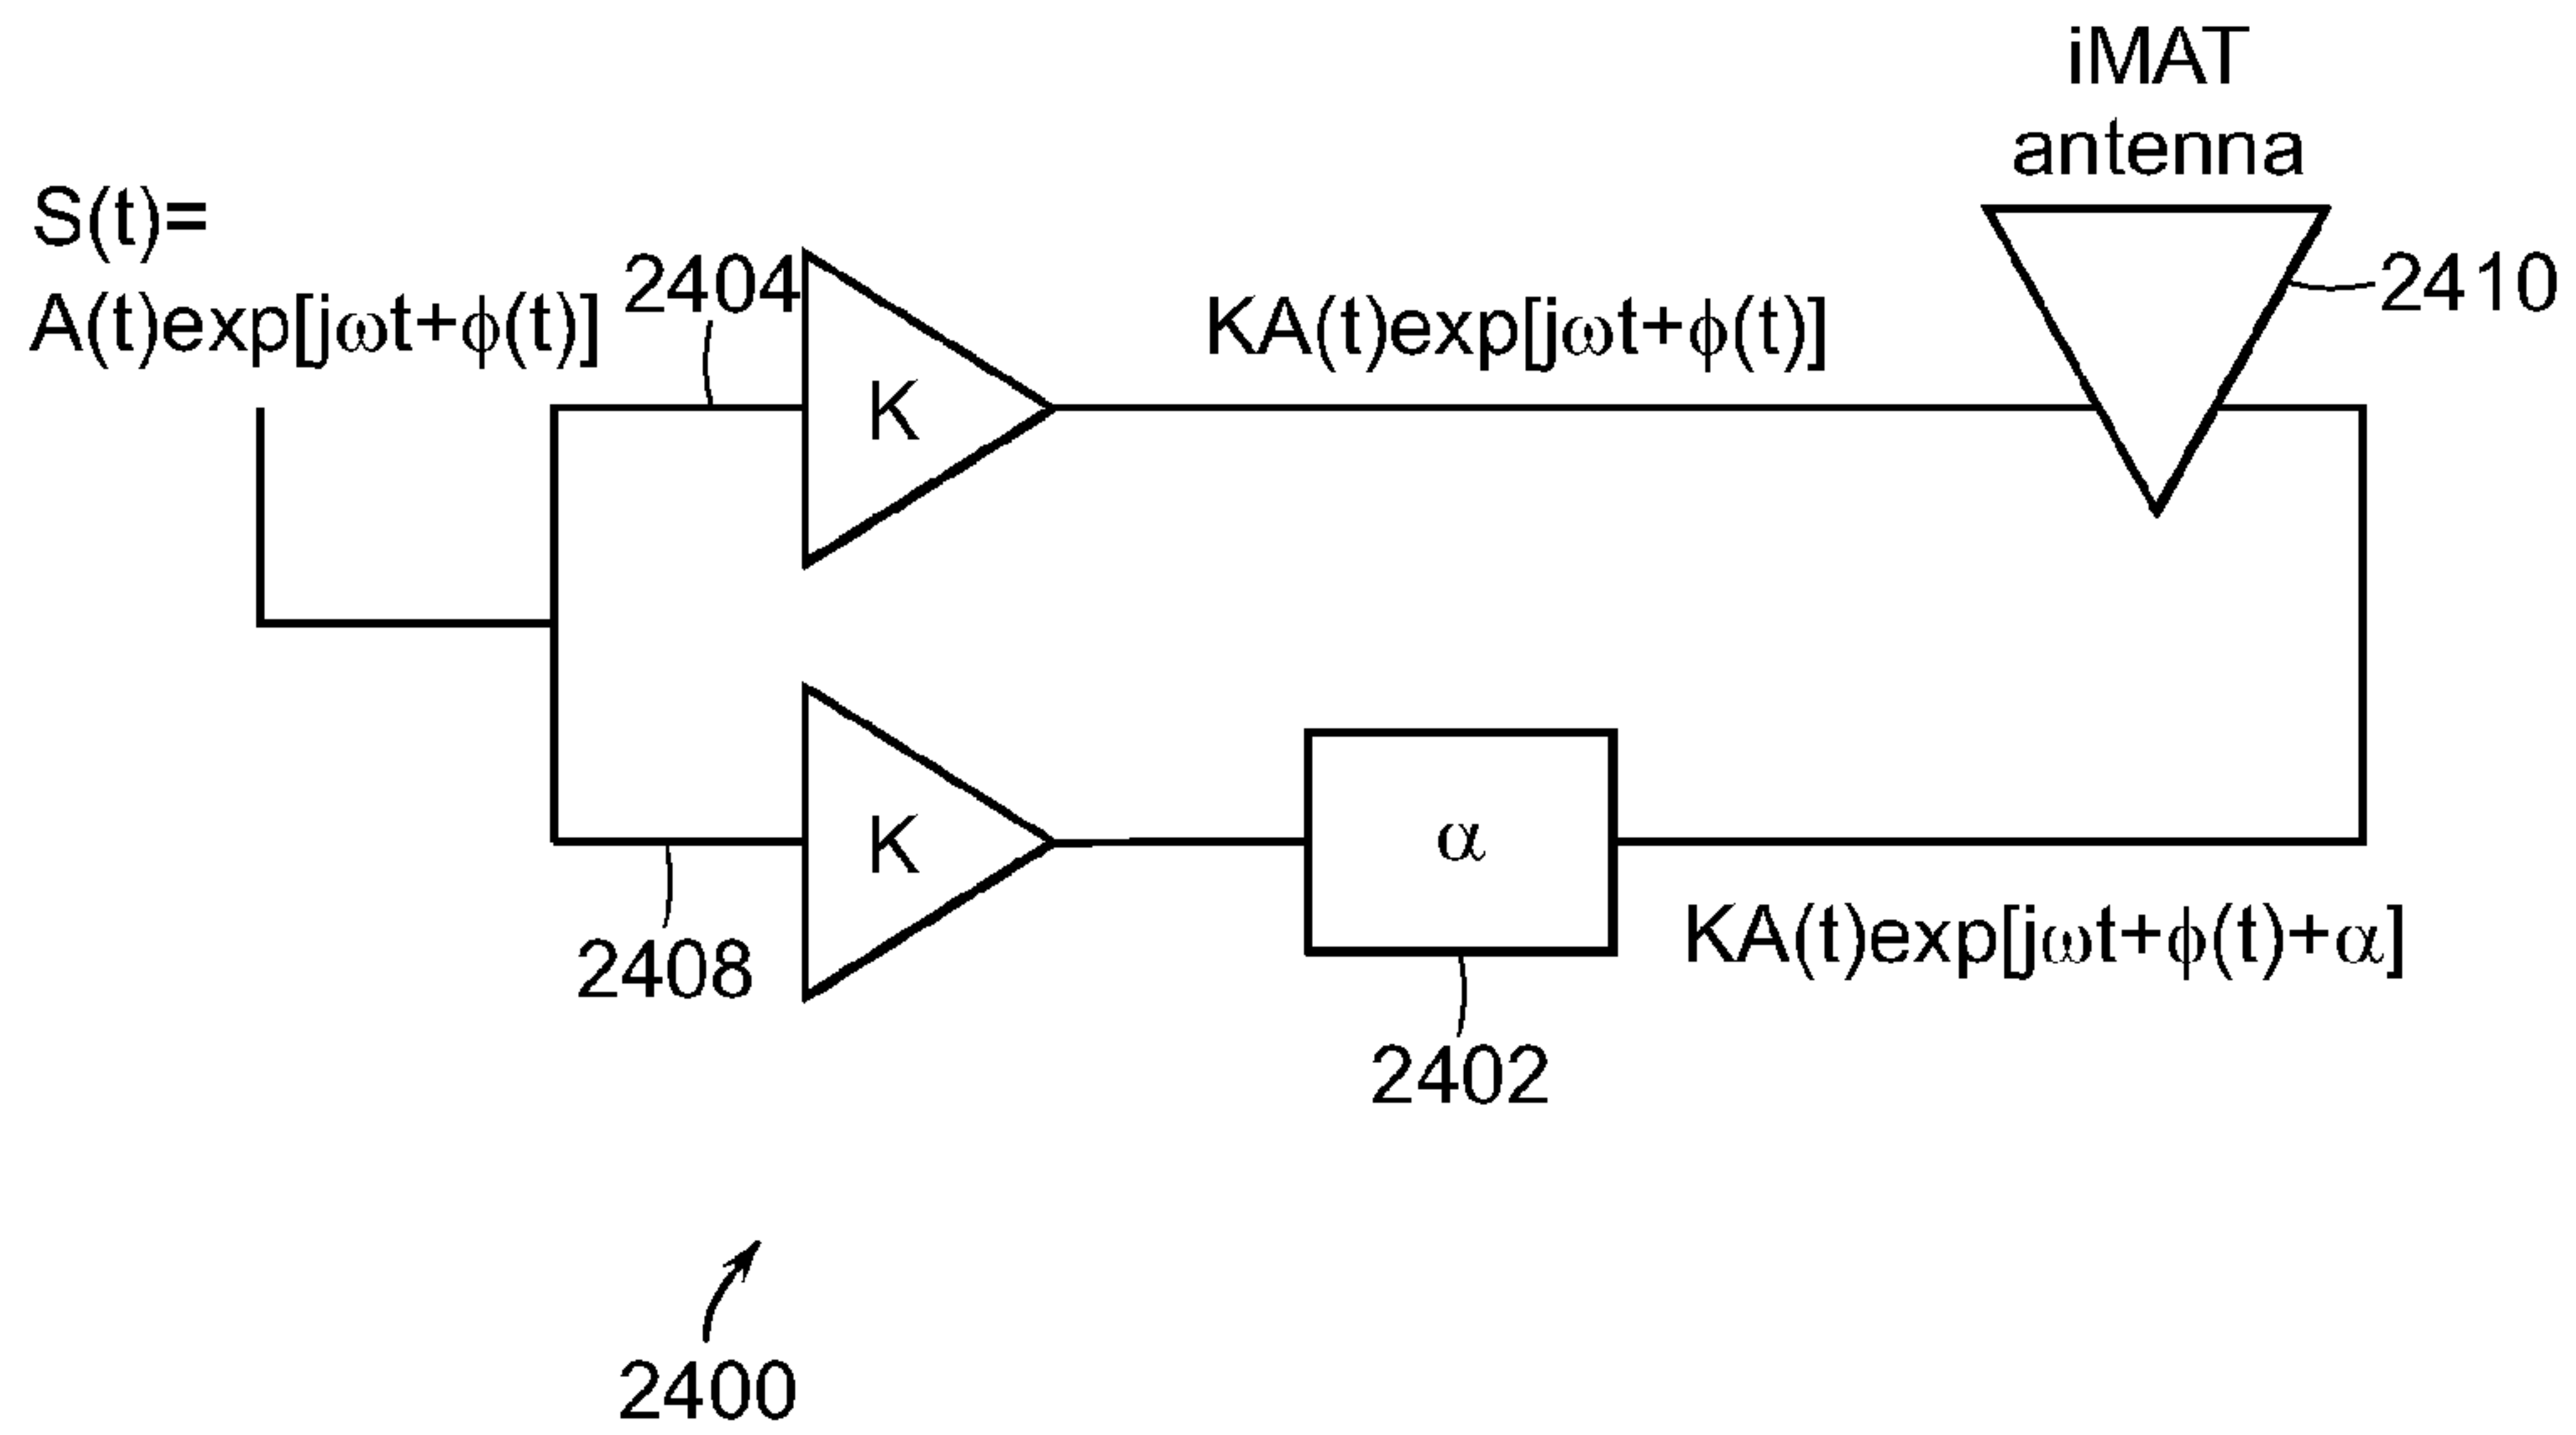 iMAT
antenna
S(t)=
A(t)exp[jωt+ϕ(t)]
2404
KA(t)exp[jωt+ϕ(t)]
2410
K
K
α
2408
KA(t)exp[jωt+ϕ(t)+α]
2402
2400